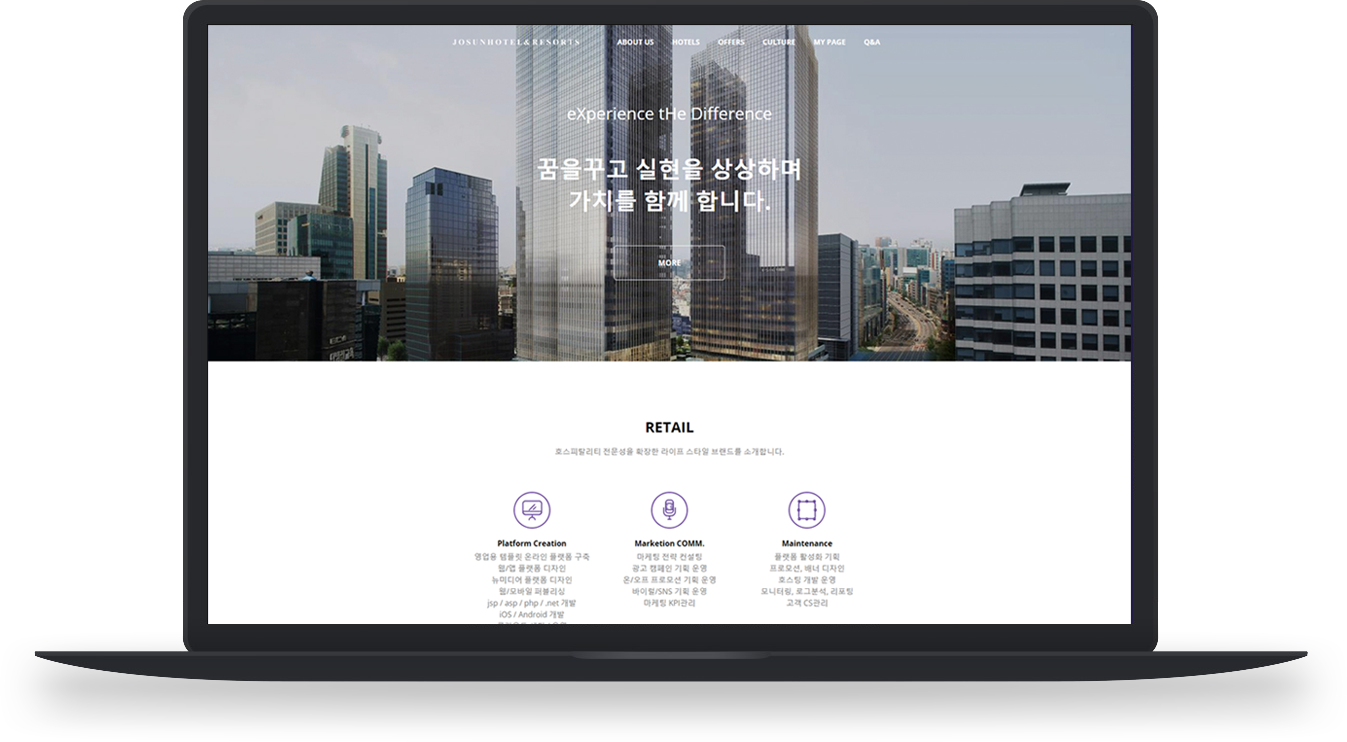 JOSUNHOTEL&RESORTS ABOUT US HOTELS OFFERS CULTURE MY PAGE Q&A
eXperience tHe Difference
꿈을꾸고 실현을 상상하며
가치를 함께 합니다.
MORE
RETAIL
호스피탈리티 전문성을 확장한 라이프 스타일 브랜드를 소개합니다.
Platform Creation
영업용 템플릿 온라인 플랫폼 구축
웹/앱 플랫폼 디자인
뉴미디어 플랫폼 디자인
웹/모바일 퍼블리싱
jsp / asp / php / .net 개발
iOS / Android 개발
Marketion COMM.
마케팅 전략 컨설팅
광고 캠페인 기획 운영
온/오프 프로모션 기획 운영
바이럴/SNS 기획 운영
마케팅 KPI관리
Maintenance
플랫폼 활성화 기획
프로모션, 배너 디자인
호스팅 개발 운영
모니터링, 로그분석, 리포팅
고객 CS관리